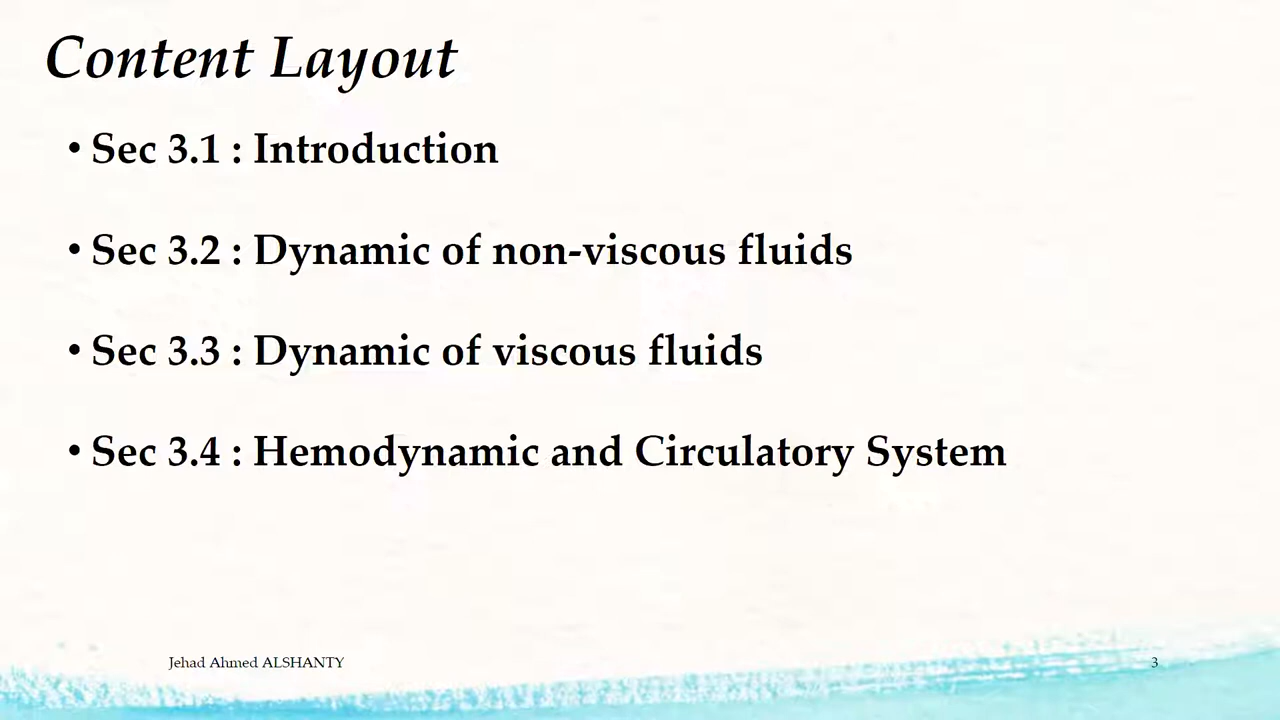 Content Layout
• Sec 3.1 : Introduction
• Sec 3.2 : Dynamic of non-viscous fluids
• Sec 3.3 : Dynamic of viscous fluids
• Sec 3.4 : Hemodynamic and Circulatory System
Jehad Ahmed ALSHANTY
3